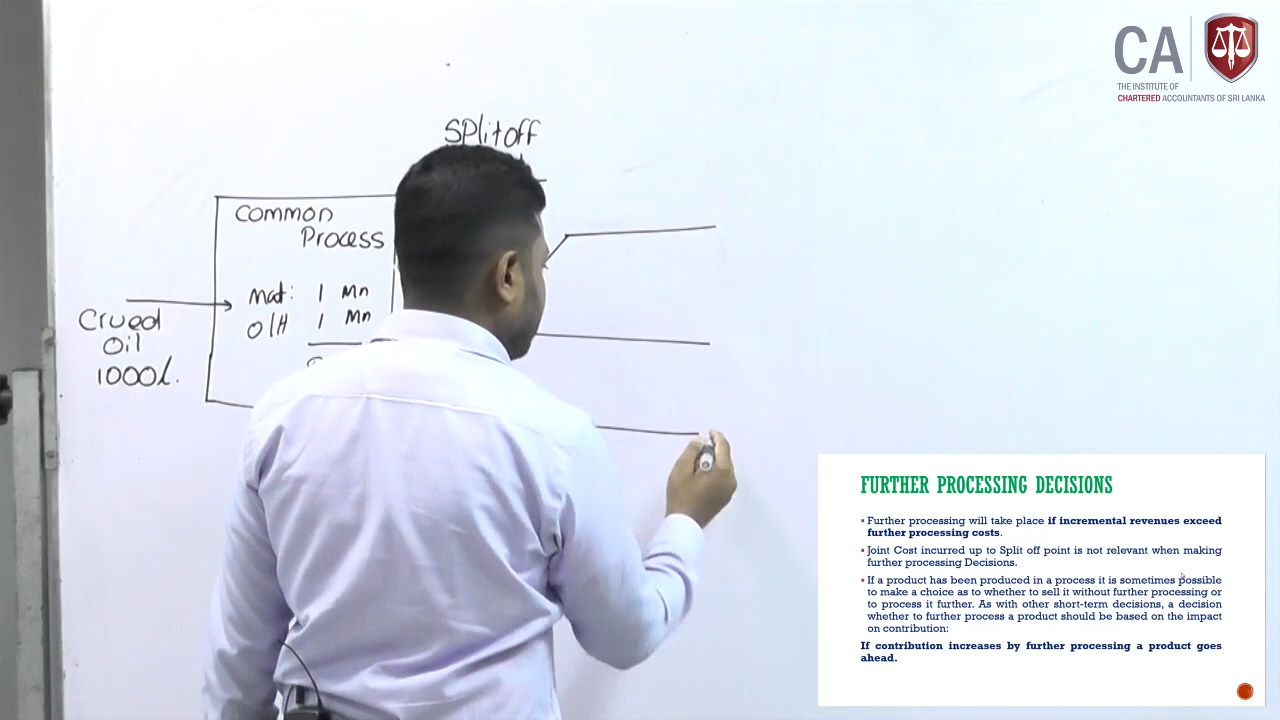 SPlitoff
Common
Process
Mat: 1 Mn
O/H 1 Mn
Crued
Oil
1000l.
CA
THE INSTITUTE OF
CHARTERED ACCOUNTANTS OF SRI LANKA
FURTHER PROCESSING DECISIONS
▪ Further processing will take place if incremental revenues exceed
further processing costs.
▪ Joint Cost incurred up to Split off point is not relevant when making
further processing Decisions.
▪ If a product has been produced in a process it is sometimes possible
to make a choice as to whether to sell it without further processing or
to process it further. As with other short-term decisions, a decision
whether to further process a product should be based on the impact
on contribution:
If contribution increases by further processing a product goes
ahead.